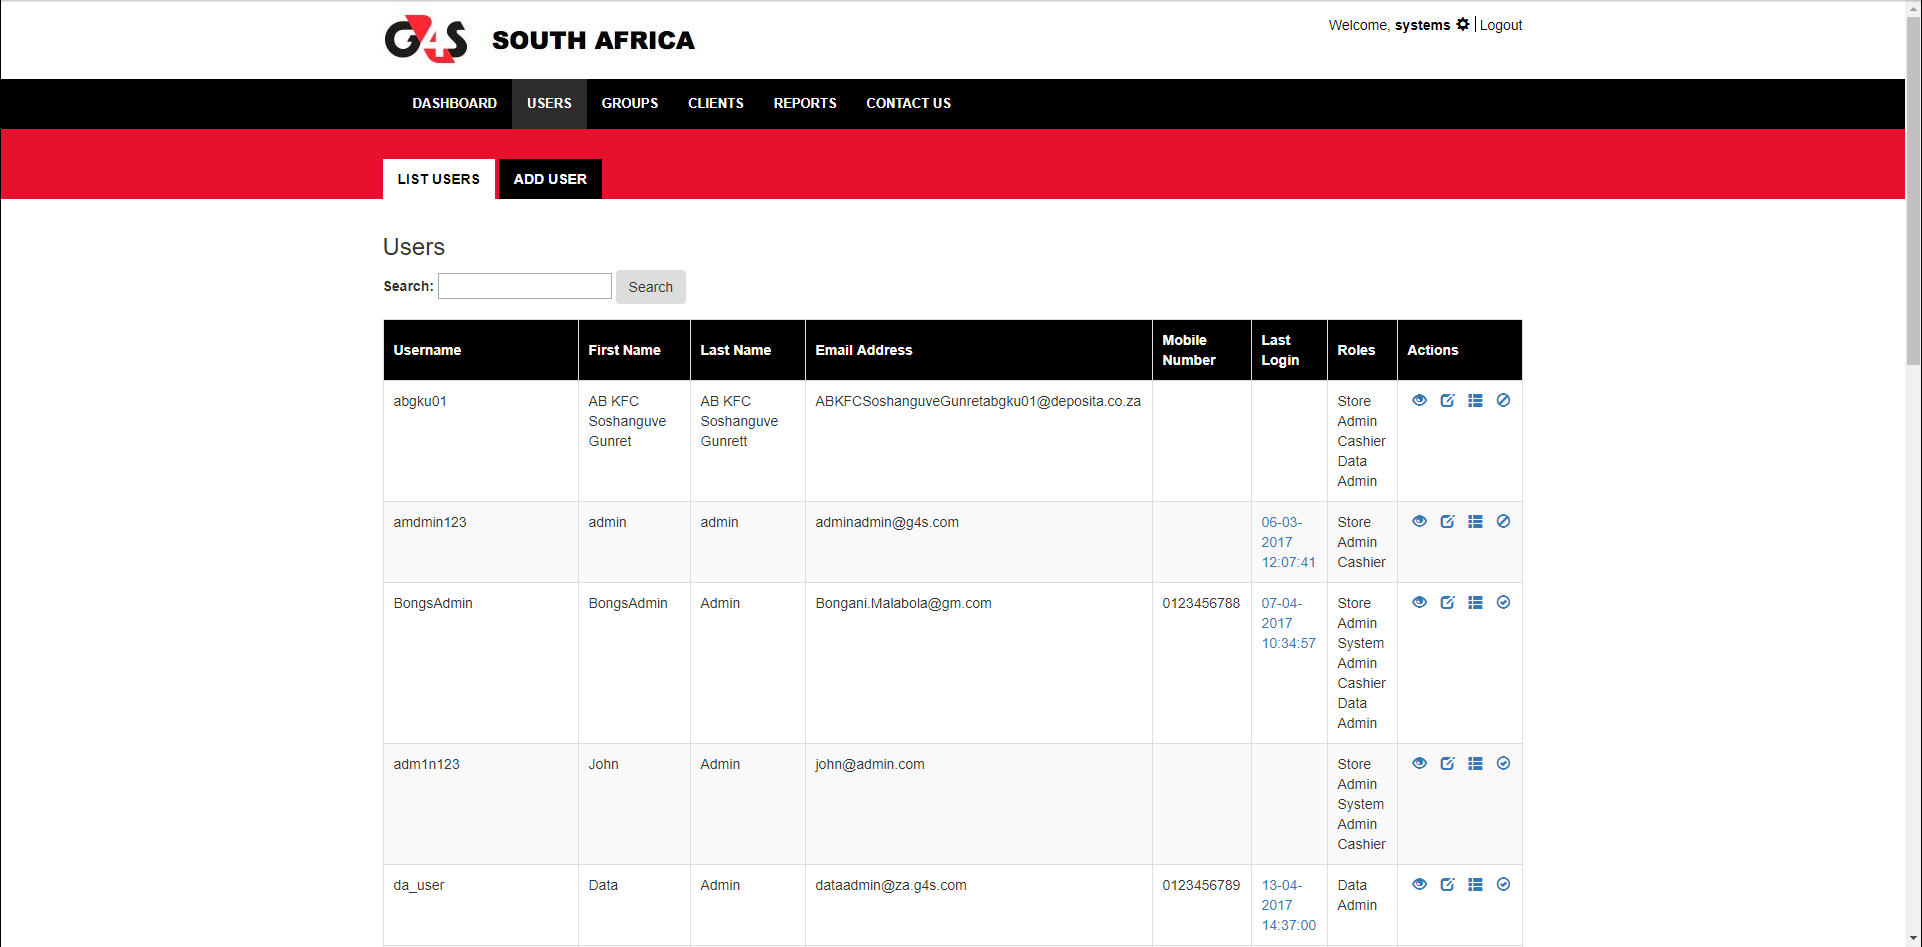 G4S SOUTH AFRICA
Welcome, systems | Logout
DASHBOARD USERS GROUPS CLIENTS REPORTS CONTACT US
LIST USERS ADD USER
Users
Search: Search
Username First Name Last Name Email Address Mobile Number Last Login Roles Actions
abgku01
AB KFC
Soshanguve
Gunret
AB KFC
Soshanguve
Gunrett
ABKFCSoshanguveGunretabgku01@deposita.co.za
Store
Admin
Cashier
Data
Admin
amdmin123
admin
admin
adminadmin@g4s.com
06-03-
2017
12:07:41
Store
Admin
Cashier
BongsAdmin
BongsAdmin
Admin
Bongani.Malabola@gm.com
0123456788
07-04-
2017
10:34:57
Store
Admin
System
Admin
Cashier
Data
Admin
adm1n123
John
Admin
john@admin.com
Store
Admin
System
Admin
Cashier
da_user
Data
Admin
dataadmin@za.g4s.com
0123456789
13-04-
2017
14:37:00
Data
Admin